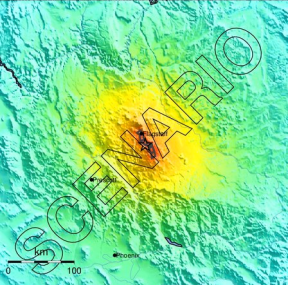 SCENARIO
Flagstaff
Prescott
Phoenix
km
0 100